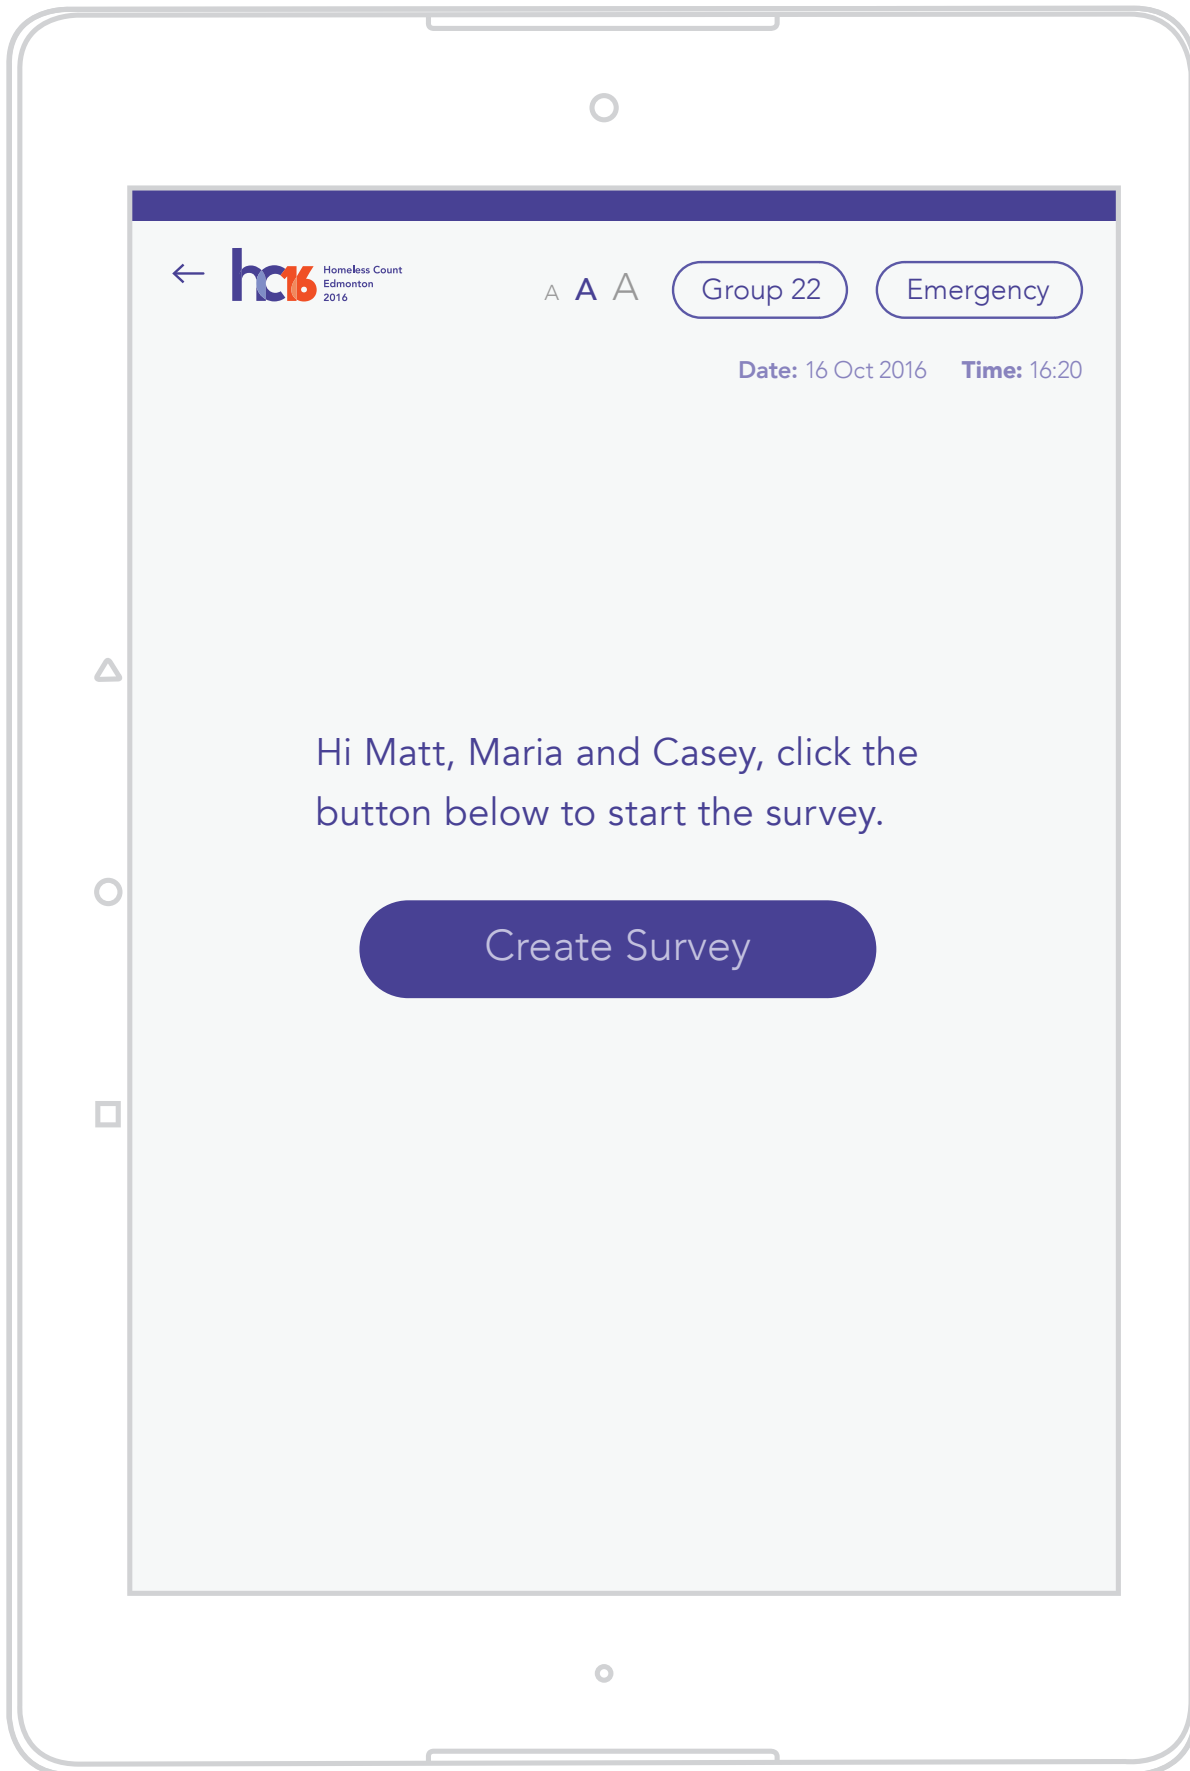 hc16
Homeless Count
Edmonton
2016
A A A
Group 22
Emergency
Date: 16 Oct 2016 Time: 16:20
Hi Matt, Maria and Casey, click the
button below to start the survey.
Create Survey